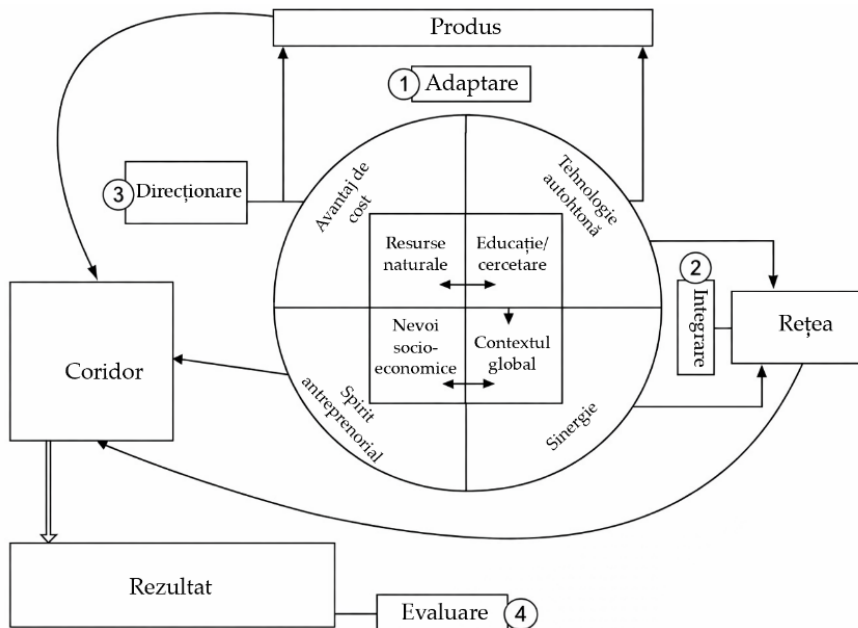 Produs
1 Adaptare
3 Direcționare
Avantaj de
cost
Tehnologie
autohtonă
Resurse
naturale
Educație/
cercetare
2
Integrare
Rețea
Coridor
Nevoi
socio-
economice
Contextul
global
Spirit
antreprenorial
Sinergie
Rezultat
Evaluare 4